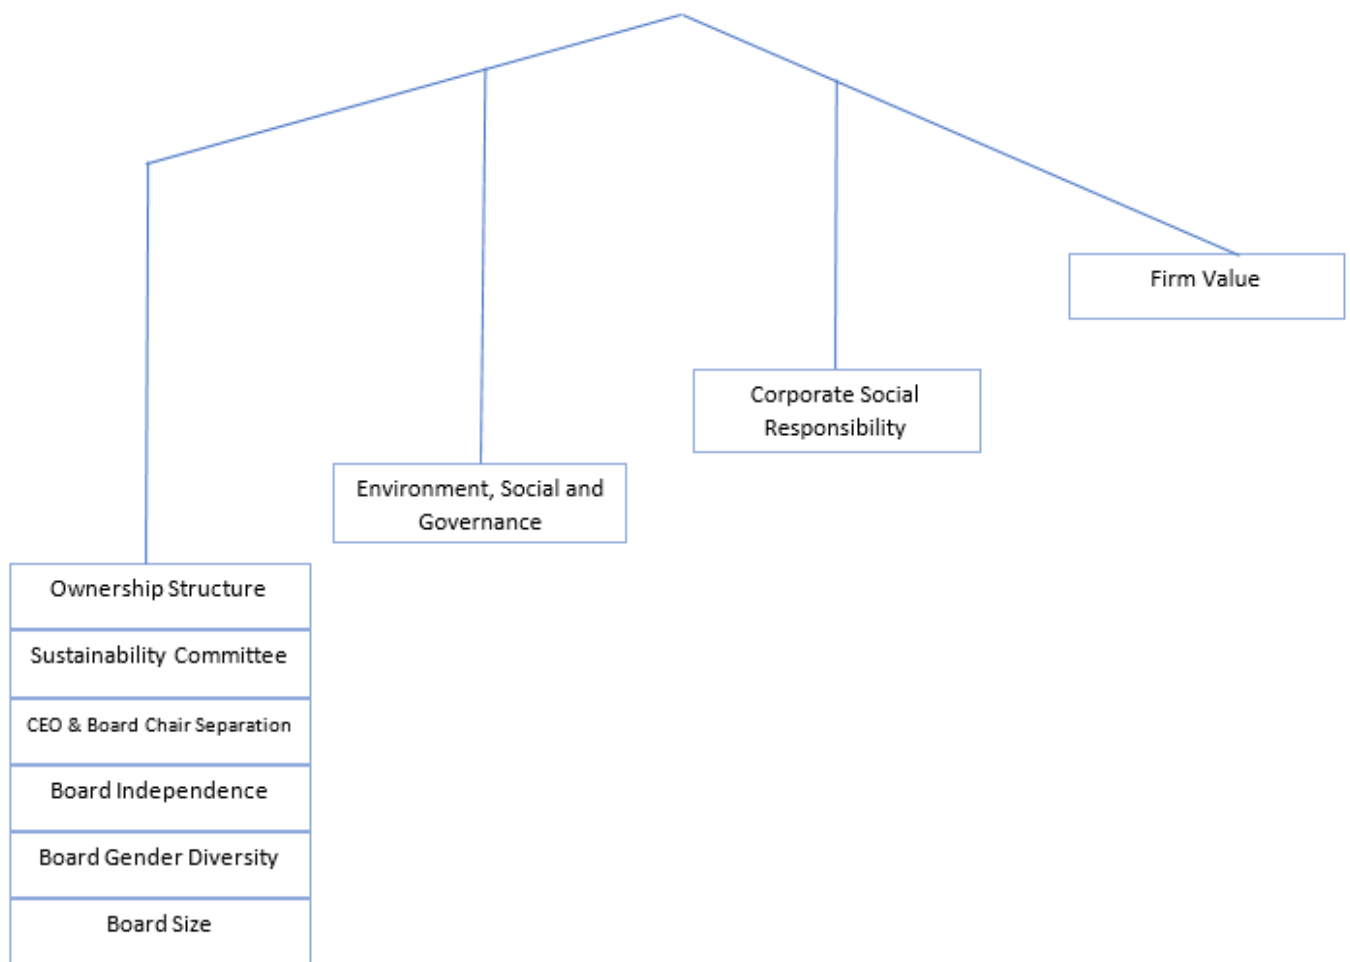 Firm Value
Corporate Social
Responsibility
Environment, Social and
Governance
Ownership Structure
Sustainability Committee
CEO & Board Chair Separation
Board Independence
Board Gender Diversity
Board Size